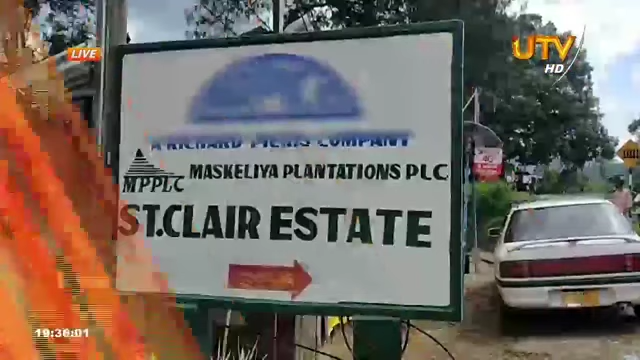 LIVE
UTV
HD
A RICHARD PIERIS COMPANY
MPPLC
MASKELIYA PLANTATIONS PLC
ST.CLAIR ESTATE
19:36:01